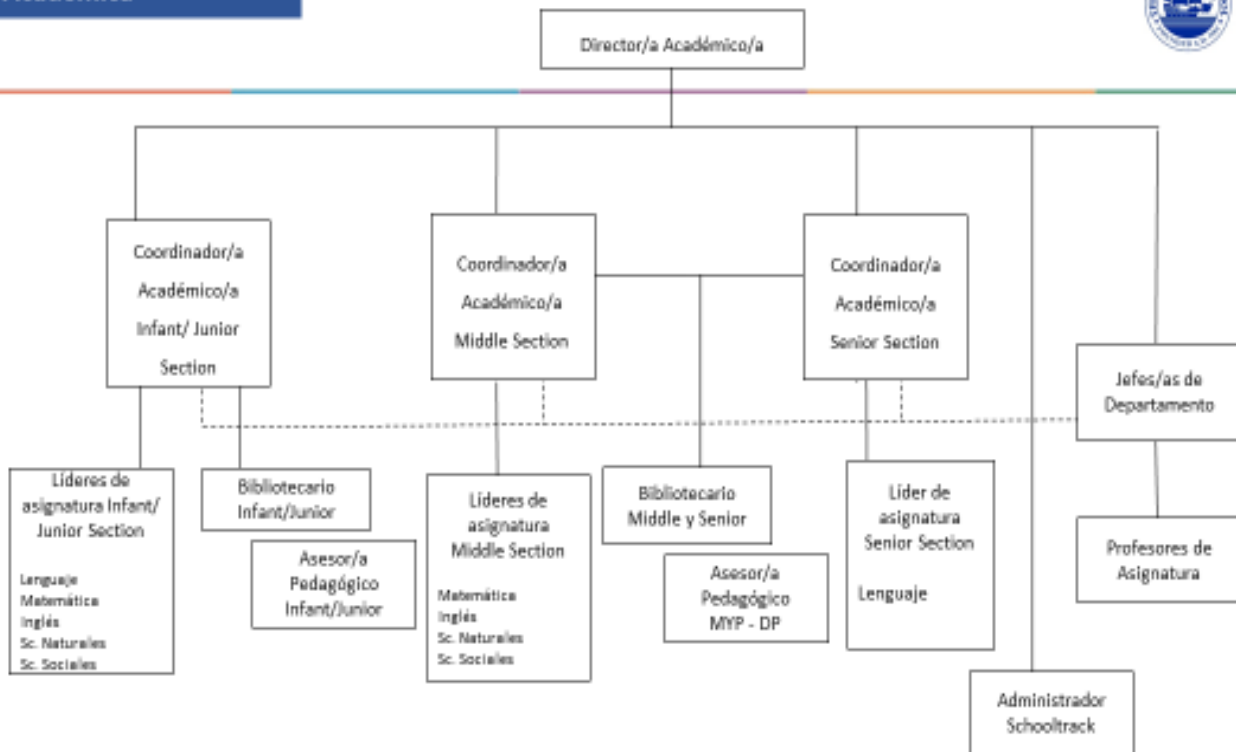 Director/a Académico/a
Coordinador/a
Académico/a
Infant/ Junior
Section
Coordinador/a
Académico/a
Middle Section
Coordinador/a
Académico/a
Senior Section
Jefes/as de
Departamento
Líderes de
asignatura Infant/
Junior Section
Lenguaje
Matemática
Inglés
Sc. Naturales
Sc. Sociales
Bibliotecario
Infant/Junior
Asesor/a
Pedagógico
Infant/Junior
Líderes de
asignatura
Middle Section
Matemática
Inglés
Sc. Naturales
Sc. Sociales
Bibliotecario
Middle y Senior
Asesor/a
Pedagógico
MYP - DP
Líder de
asignatura
Senior Section
Lenguaje
Profesores de
Asignatura
Administrador
Schooltrack